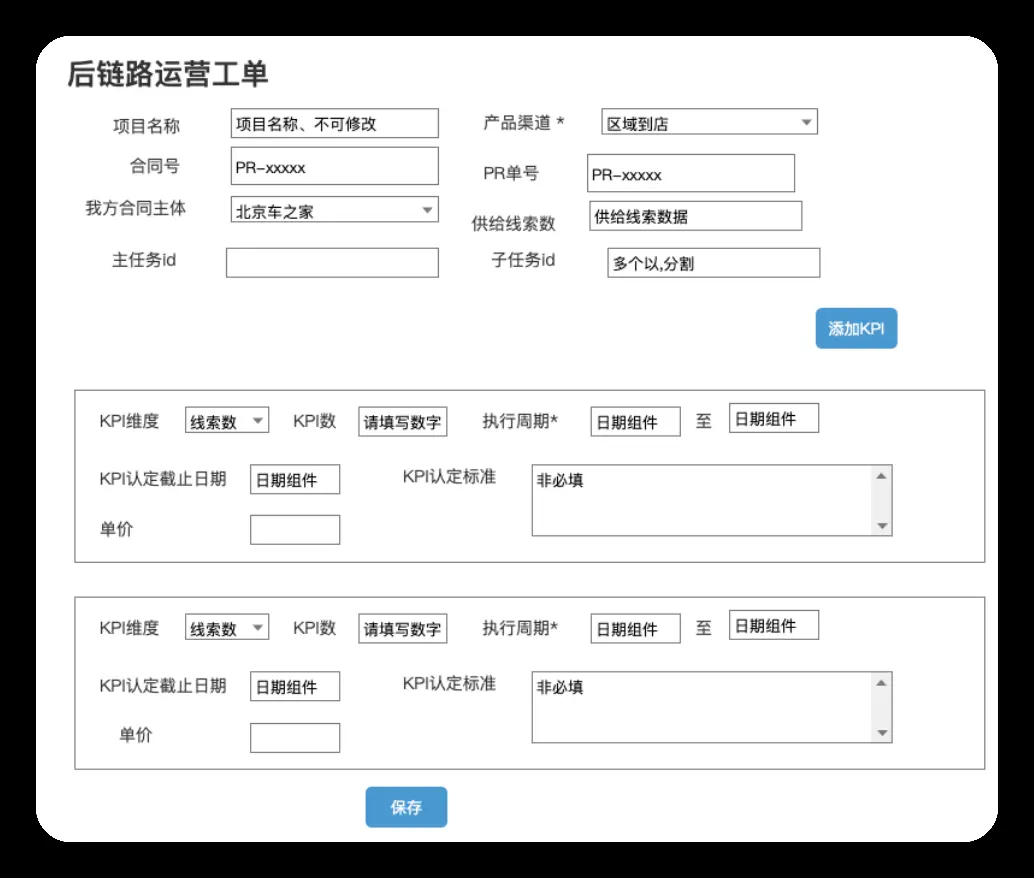 后链路运营工单
项目名称 项目名称、不可修改 产品渠道 * 区域到店
合同号 PR-xxxxx PR单号 PR-xxxxx
我方合同主体 北京车之家 供给线索数 供给线索数据
主任务id 子任务id 多个以,分割
添加KPI
KPI维度 线索数 KPI数 请填写数字 执行周期* 日期组件 至 日期组件
KPI认定截止日期 日期组件 KPI认定标准 非必填
单价
KPI维度 线索数 KPI数 请填写数字 执行周期* 日期组件 至 日期组件
KPI认定截止日期 日期组件 KPI认定标准 非必填
单价
保存